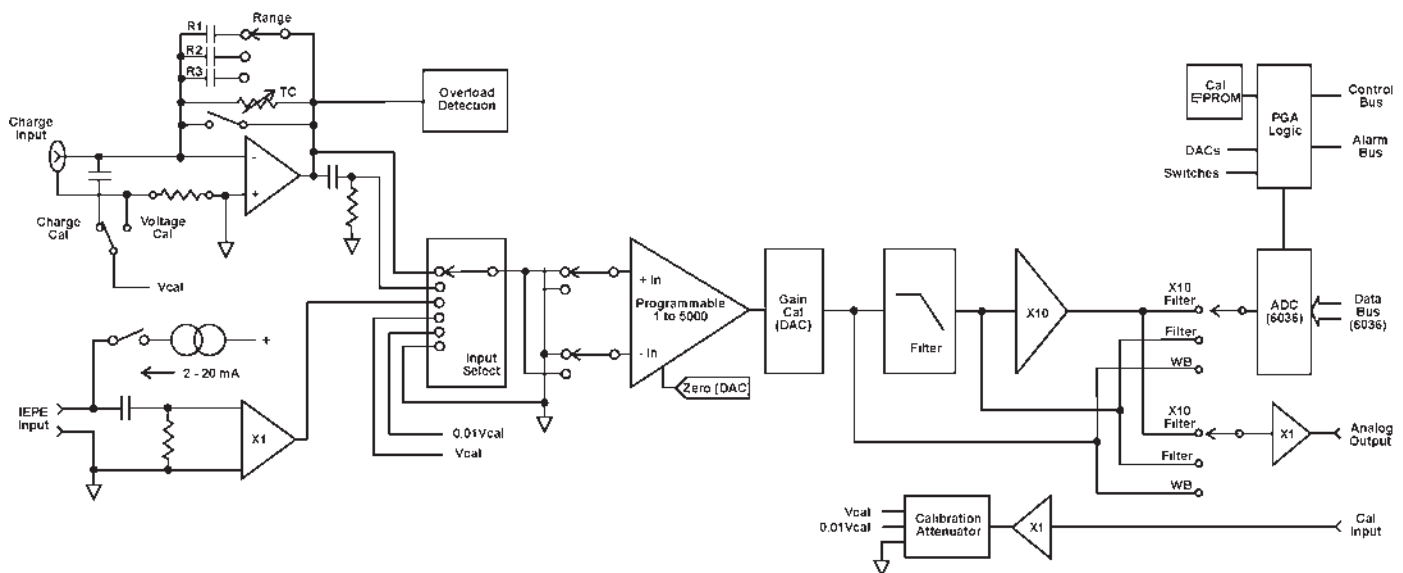 R1
Range
R2
R3
TC
Overload
Detection
Charge
Input
-
+
Charge
Cal
Voltage
Cal
Vcal
+
2 - 20 mA
IEPE
Input
X1
Input
Select
0.01Vcal
Vcal
+ In
Programmable
1 to 5000
- In
Zero (DAC)
Gain
Cal
(DAC)
Filter
X10
Cal
E²PROM
PGA
Logic
Control
Bus
Alarm
Bus
DACs
Switches
X10
Filter
Filter
WB
ADC
(6036)
Data
Bus
(6036)
X10
Filter
Filter
WB
X1
Analog
Output
Vcal
0.01Vcal
Calibration
Attenuator
X1
Cal
Input